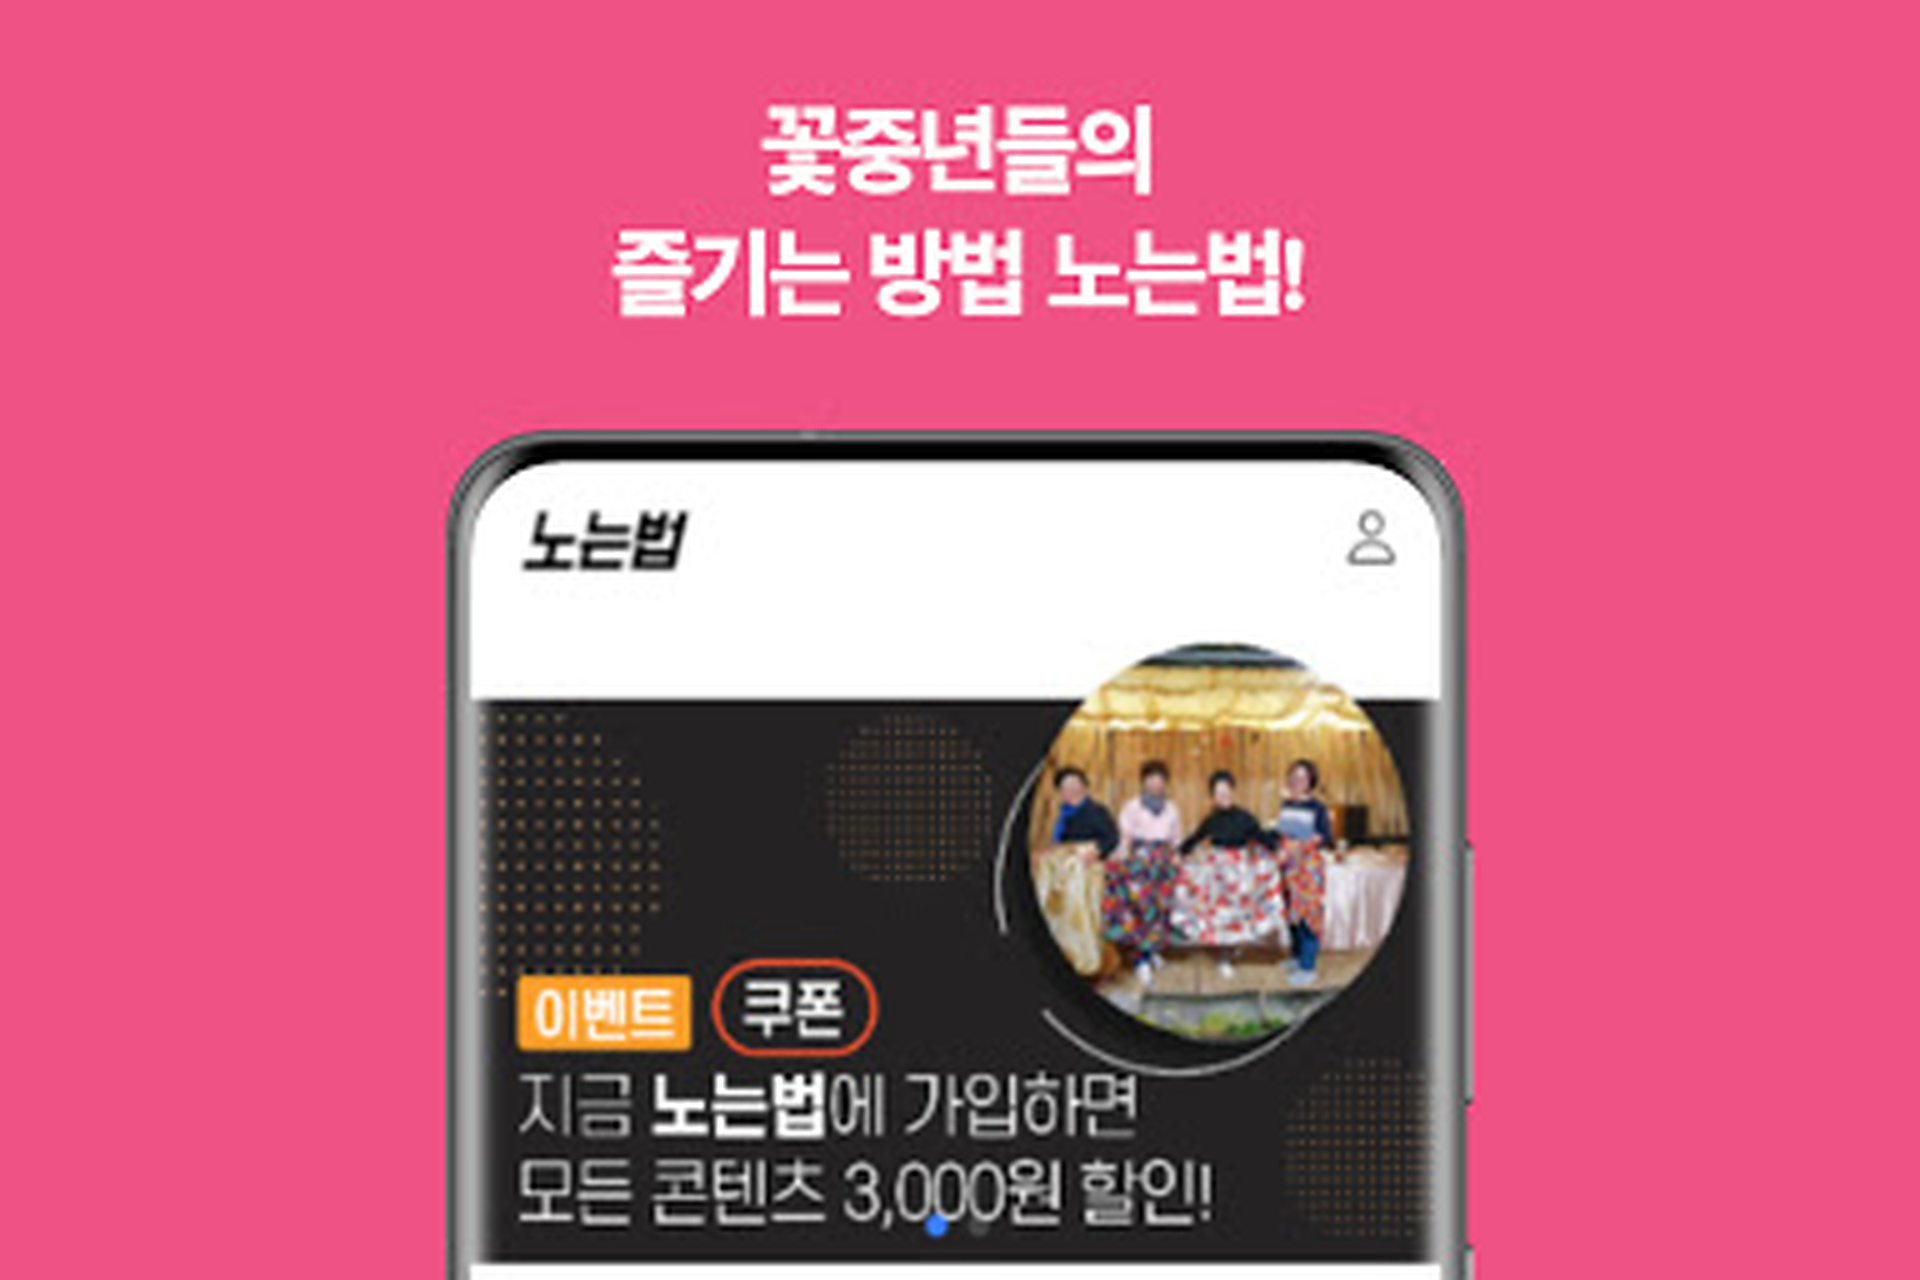 꽃중년들의
즐기는 방법 노는법!
노는법
이벤트 쿠폰
지금 노는법에 가입하면
모든 콘텐츠 3,000원 할인!